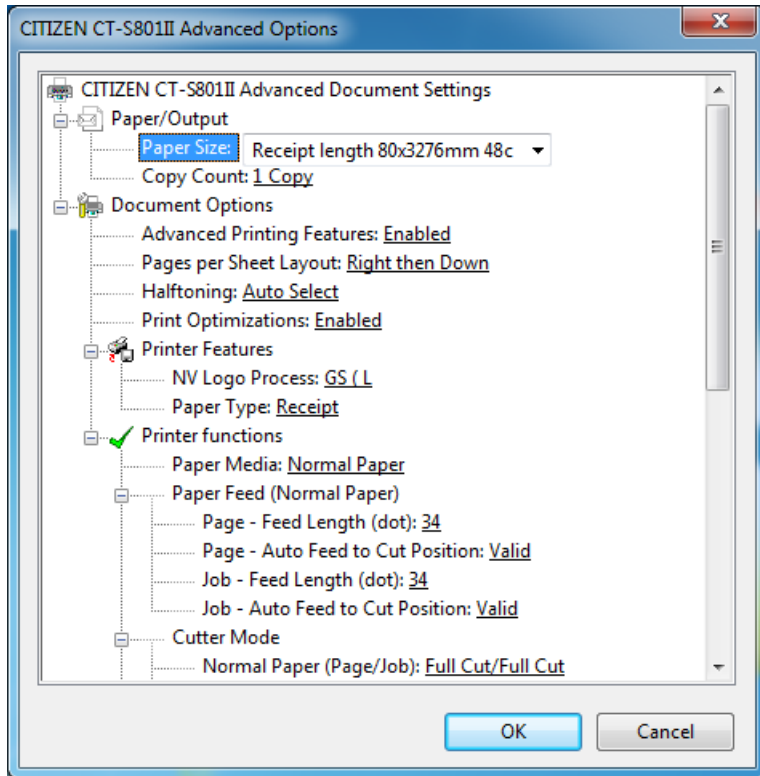 CITIZEN CT-S801II Advanced Options
CITIZEN CT-S801II Advanced Document Settings
Paper/Output
Paper Size: Receipt length 80x3276mm 48c
Copy Count: 1 Copy
Document Options
Advanced Printing Features: Enabled
Pages per Sheet Layout: Right then Down
Halftoning: Auto Select
Print Optimizations: Enabled
Printer Features
NV Logo Process: GS ( L
Paper Type: Receipt
Printer functions
Paper Media: Normal Paper
Paper Feed (Normal Paper)
Page - Feed Length (dot): 34
Page - Auto Feed to Cut Position: Valid
Job - Feed Length (dot): 34
Job - Auto Feed to Cut Position: Valid
Cutter Mode
Normal Paper (Page/Job): Full Cut/Full Cut
OK Cancel